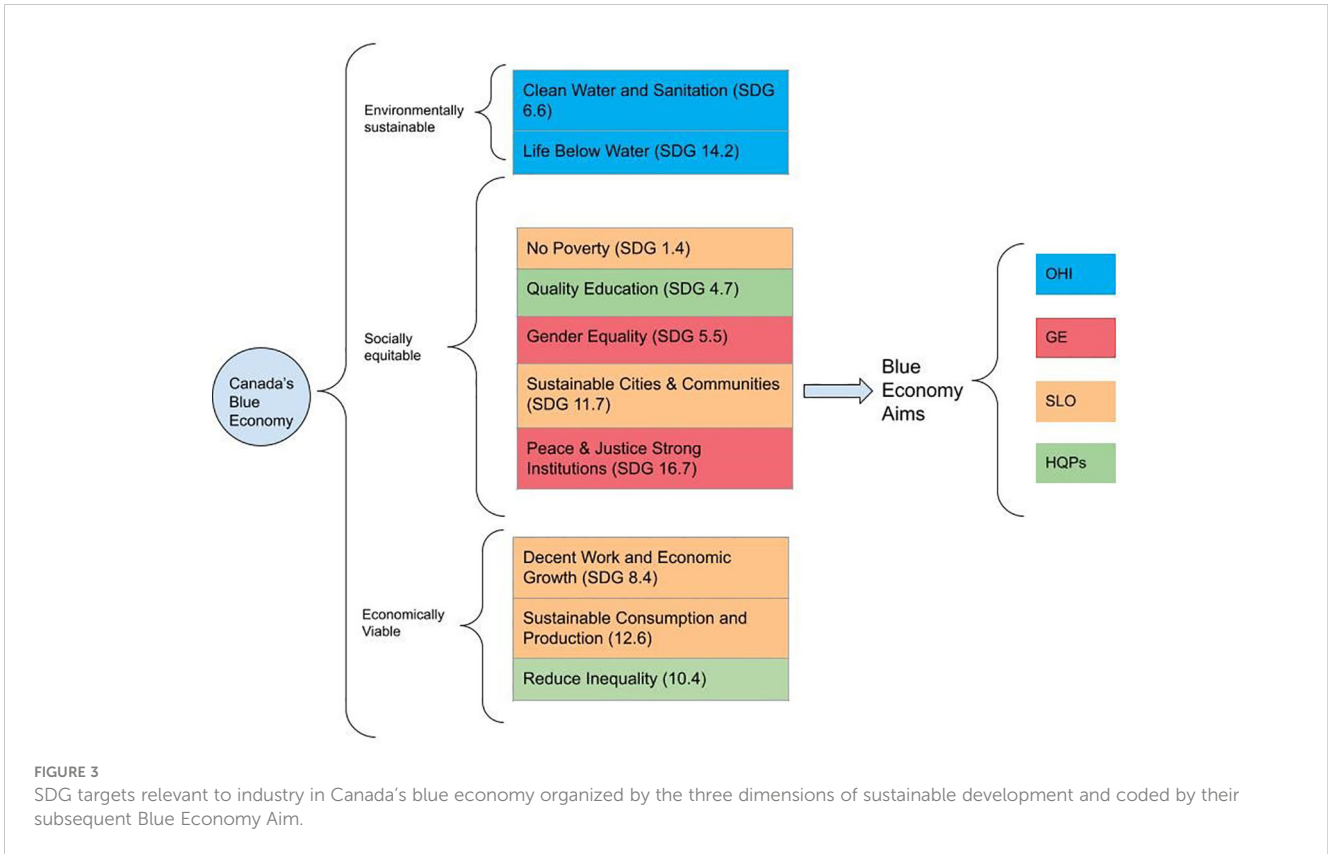 Canada's
Blue
Economy
Environmentally
sustainable
Clean Water and Sanitation (SDG
6.6)
Life Below Water (SDG 14.2)
Socially
equitable
No Poverty (SDG 1.4)
Quality Education (SDG 4.7)
Gender Equality (SDG 5.5)
Sustainable Cities & Communities
(SDG 11.7)
Peace & Justice Strong
Institutions (SDG 16.7)
Economically
Viable
Decent Work and Economic
Growth (SDG 8.4)
Sustainable Consumption and
Production (12.6)
Reduce Inequality (10.4)
Blue
Economy
Aims
OHI
GE
SLO
HQPs
FIGURE 3
SDG targets relevant to industry in Canada's blue economy organized by the three dimensions of sustainable development and coded by their
subsequent Blue Economy Aim.